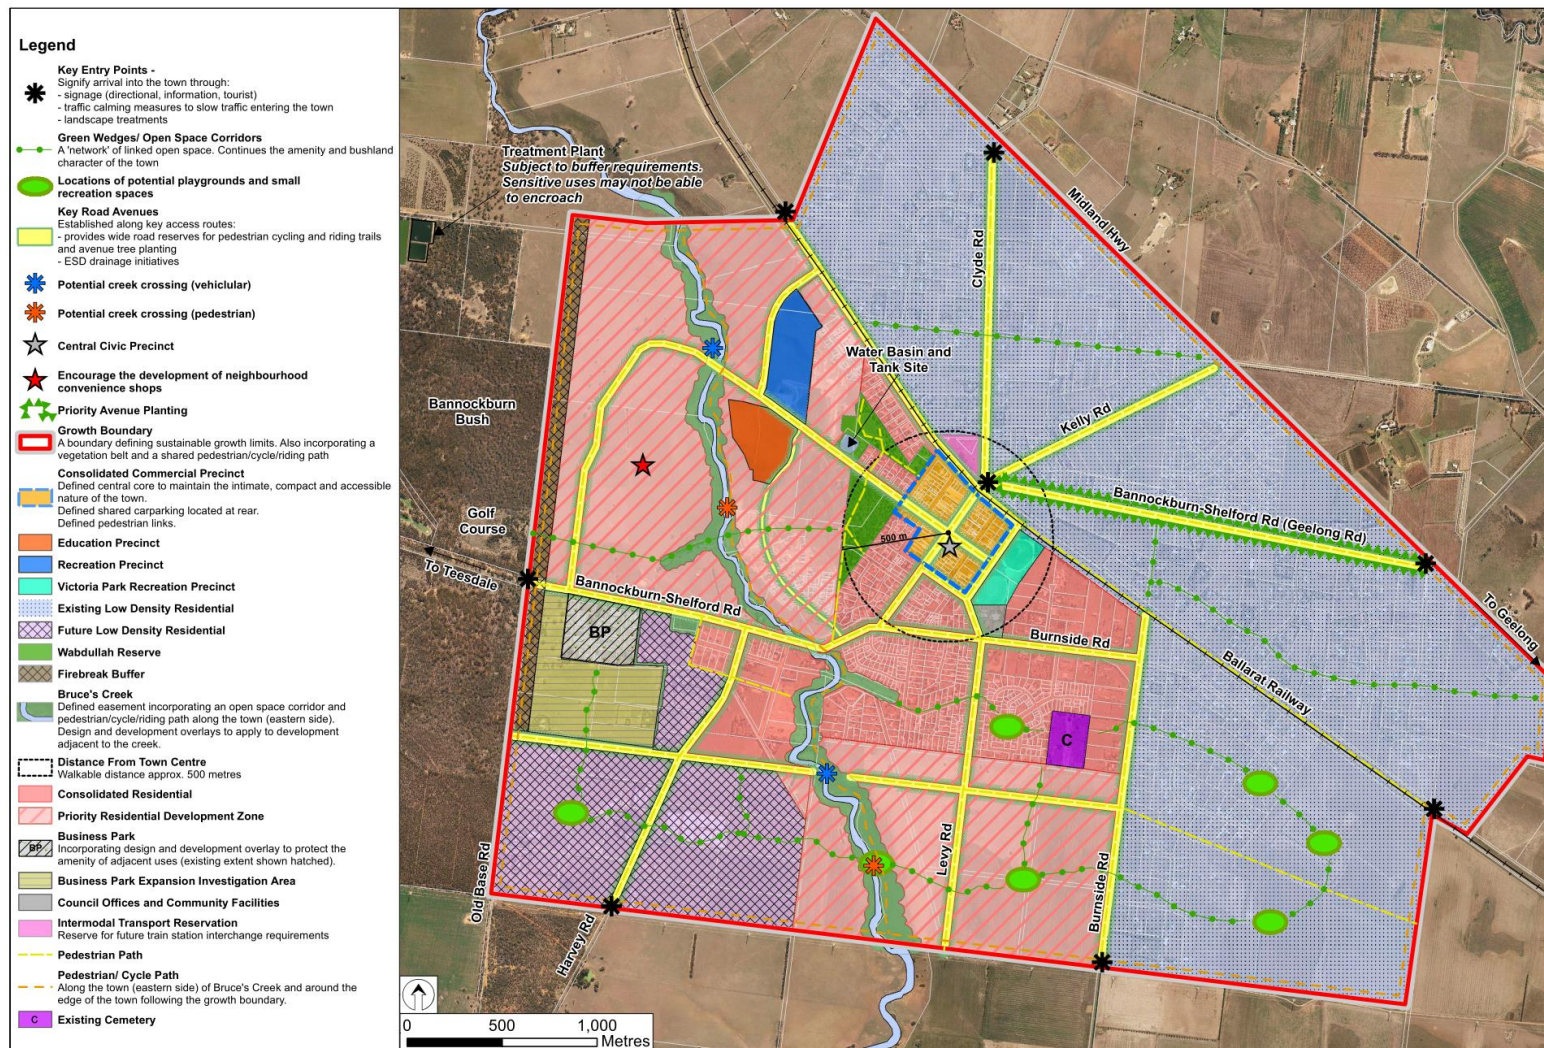 Legend
Key Entry Points -
Signify arrival into the town through:
- signage (directional, information, tourist)
- traffic calming measures to slow traffic entering the town
- landscape treatments
Green Wedges/ Open Space Corridors
A 'network' of linked open space. Continues the amenity and bushland
character of the town
Locations of potential playgrounds and small
recreation spaces
Key Road Avenues
Established along key access routes:
- provides wide road reserves for pedestrian cycling and riding trails
and avenue tree planting
- ESD drainage initiatives
Potential creek crossing (vehiclular)
Potential creek crossing (pedestrian)
Central Civic Precinct
Encourage the development of neighbourhood
convenience shops
Priority Avenue Planting
Growth Boundary
A boundary defining sustainable growth limits. Also incorporating a
vegetation belt and a shared pedestrian/cycle/riding path
Consolidated Commercial Precinct
Defined central core to maintain the intimate, compact and accessible
nature of the town.
Defined shared carparking located at rear.
Defined pedestrian links.
Education Precinct
Recreation Precinct
Victoria Park Recreation Precinct
Existing Low Density Residential
Future Low Density Residential
Wabdullah Reserve
Firebreak Buffer
Bruce's Creek
Defined easement incorporating an open space corridor and
pedestrian/cycle/riding path along the town (eastern side).
Design and development overlays to apply to development
adjacent to the creek.
Distance From Town Centre
Walkable distance approx. 500 metres
Consolidated Residential
Priority Residential Development Zone
Business Park
BP
Incorporating design and development overlay to protect the
amenity of adjacent uses (existing extent shown hatched).
Business Park Expansion Investigation Area
Council Offices and Community Facilities
Intermodal Transport Reservation
Reserve for future train station interchange requirements
Pedestrian Path
Pedestrian/ Cycle Path
Along the town (eastern side) of Bruce's Creek and around the
edge of the town following the growth boundary.
C
Existing Cemetery
Treatment Plant
Subject to buffer requirements.
Sensitive uses may not be able
to encroach
Midland Hwy
Clyde Rd
Water Basin and
Tank Site
Kelly Rd
Bannockburn
Bush
Golf
Course
To Teesdale
Bannockburn-Shelford Rd (Geelong Rd)
500 m
Bannockburn-Shelford Rd
BP
To Geelong
Burnside Rd
Ballarat Railway
C
Levy Rd
Burnside Rd
Old Base Rd
Harvey Rd
0 500 1,000
Metres